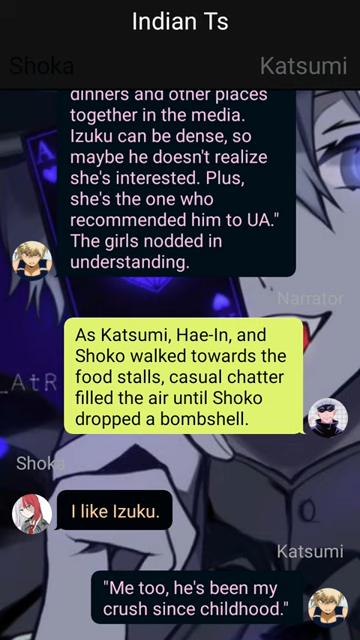 Indian Ts
Shoka
Katsumi
dinners and other places
together in the media.
Izuku can be dense, so
maybe he doesn't realize
she's interested. Plus,
she's the one who
recommended him to UA."
The girls nodded in
understanding.
Narrator
As Katsumi, Hae-In, and
Shoko walked towards the
food stalls, casual chatter
filled the air until Shoko
dropped a bombshell.
_AtR
Shoka
I like Izuku.
Katsumi
"Me too, he's been my
crush since childhood."